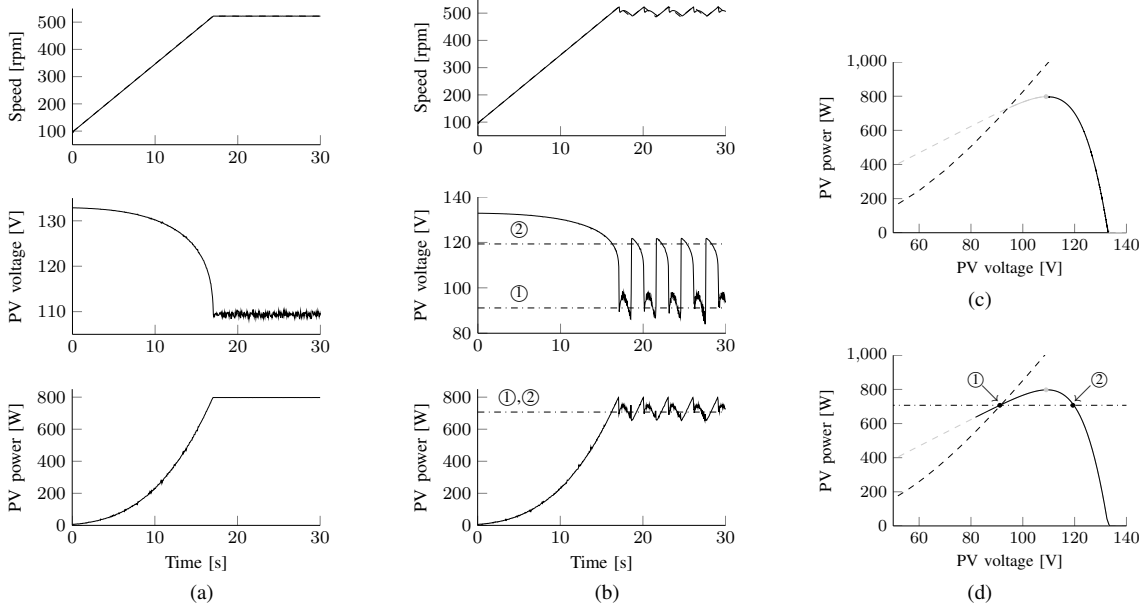 500
400
300
200
100
0 10 20 30
Speed [rpm]
130
120
110
0 10 20 30
PV voltage [V]
800
600
400
200
0
0 10 20 30
PV power [W]
Time [s]
(a)
500
400
300
200
100
0 10 20 30
Speed [rpm]
140
120
100
80
0 10 20 30
PV voltage [V]
②
①
800
600
400
200
0
0 10 20 30
PV power [W]
①,②
Time [s]
(b)
1,000
800
600
400
200
0
60 80 100 120 140
PV power [W]
PV voltage [V]
(c)
1,000
800
600
400
200
0
60 80 100 120 140
PV power [W]
① ②
PV voltage [V]
(d)